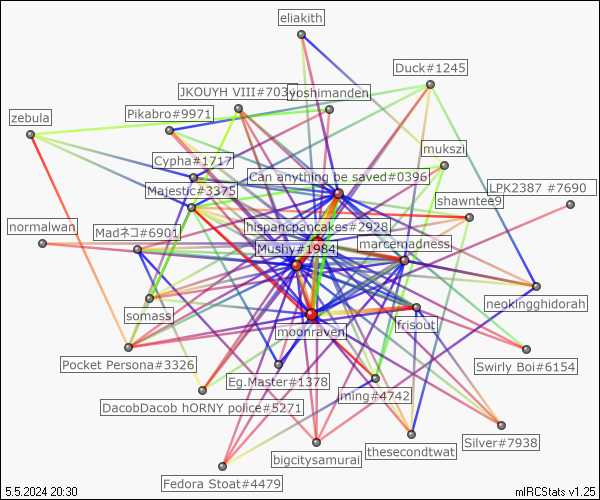 eliakith
Duck#1245
JKOUYH VIII#703
yoshimanden
Pikabro#9971
zebula
mukszi
Cypha#1717
Can anything be saved#0396
LPK2387 #7690
Majestic#3375
shawntee9
normalwan
hispancpancakes#2928
Madネコ#6901
Mushy#1984
marcemadness
neokingghidorah
somass
frisout
moonraven
Pocket Persona#3326
Swirly Boi#6154
Eg.Master#1378
ming#4742
DacobDacob hORNY police#5271
Silver#7938
thesecondtwat
bigcitysamurai
Fedora Stoat#4479
5.5.2024 20:30
mIRCStats v1.25